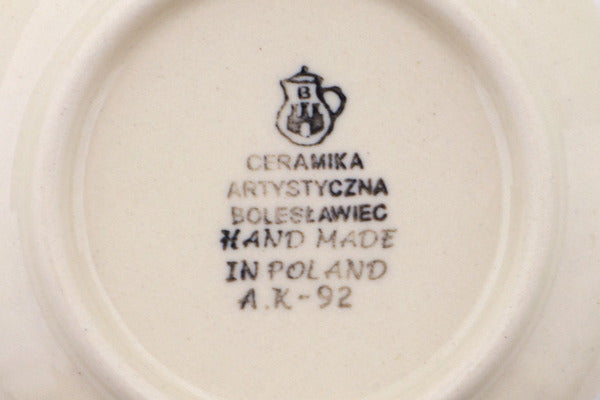 B
CERAMIKA
ARTYSTYCZNA
BOLESŁAWIEC
HAND MADE
IN POLAND
A.K-92